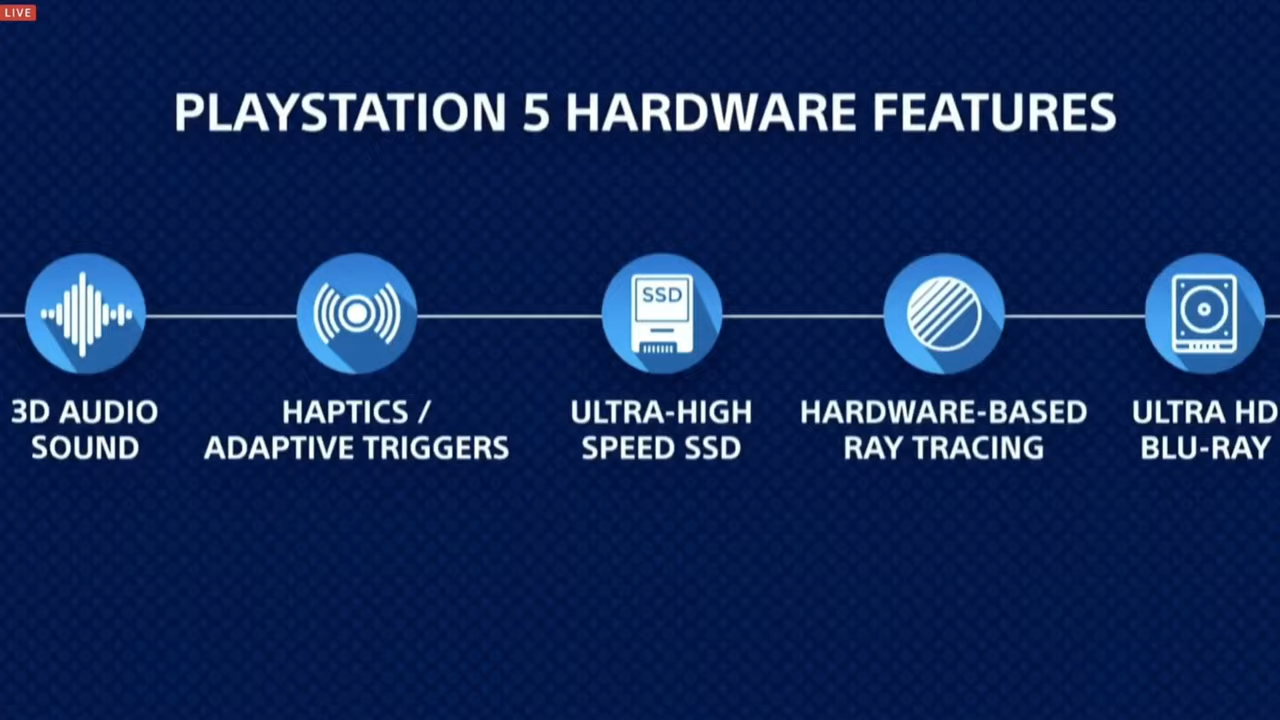 LIVE
PLAYSTATION 5 HARDWARE FEATURES
SSD
3D AUDIO
SOUND
HAPTICS /
ADAPTIVE TRIGGERS
ULTRA-HIGH
SPEED SSD
HARDWARE-BASED
RAY TRACING
ULTRA HD
BLU-RAY